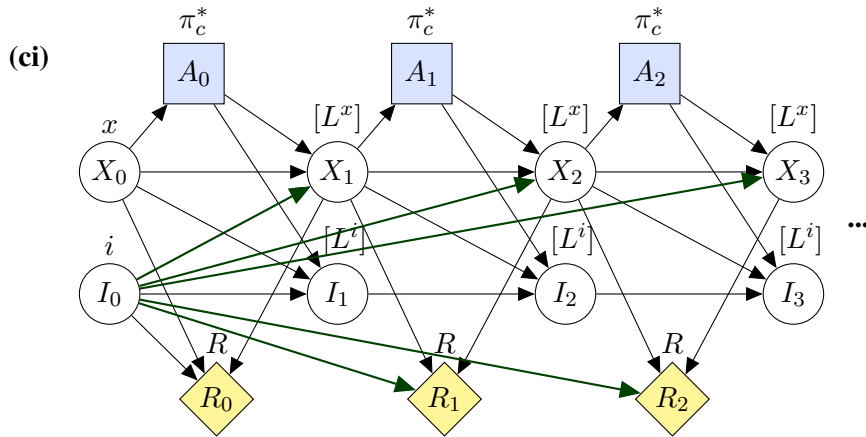 π*c π*c π*c
(ci)
A0 A1 A2
x [L^x] [L^x] [L^x]
X0 X1 X2 X3
...
i [L^i] [L^i] [L^i]
I0 I1 I2 I3
R R R
R0 R1 R2